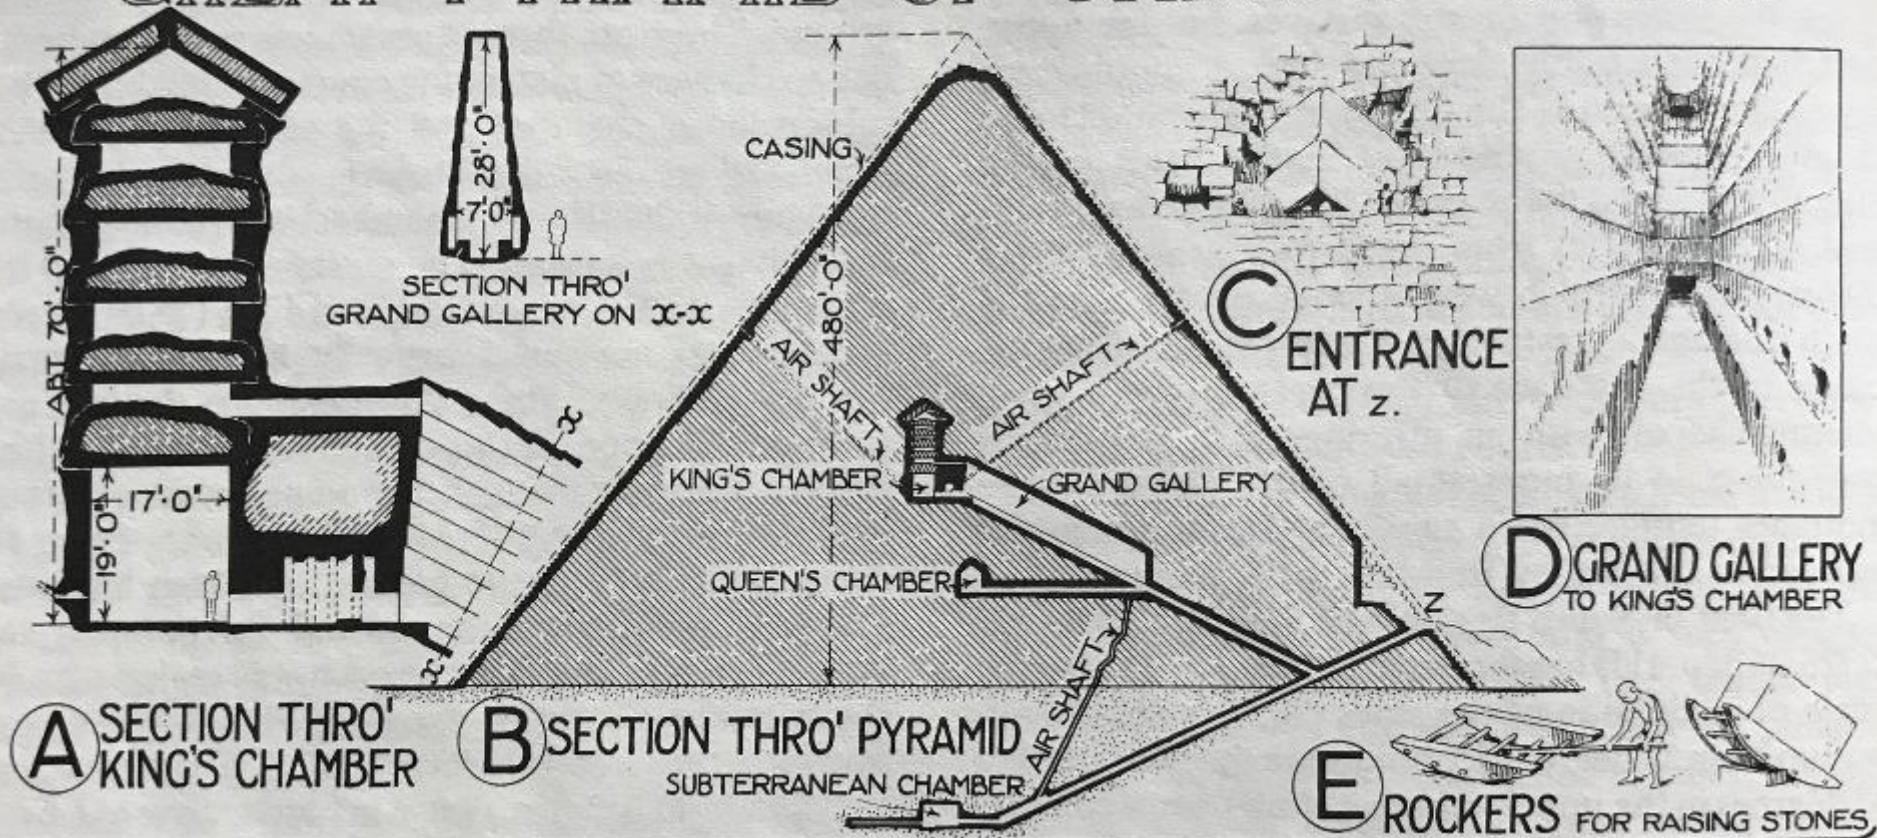 ABT 70'-0"
17'-0"
19'-0"
x
x
28'-0"
7'-0"
SECTION THRO'
GRAND GALLERY ON x-x
CASING
480'-0"
AIR SHAFT
AIR SHAFT
KING'S CHAMBER
GRAND GALLERY
QUEEN'S CHAMBER
AIR SHAFT
Z
C
ENTRANCE
AT z.
D GRAND GALLERY
TO KING'S CHAMBER
A SECTION THRO'
KING'S CHAMBER
B SECTION THRO' PYRAMID
SUBTERRANEAN CHAMBER
E ROCKERS FOR RAISING STONES